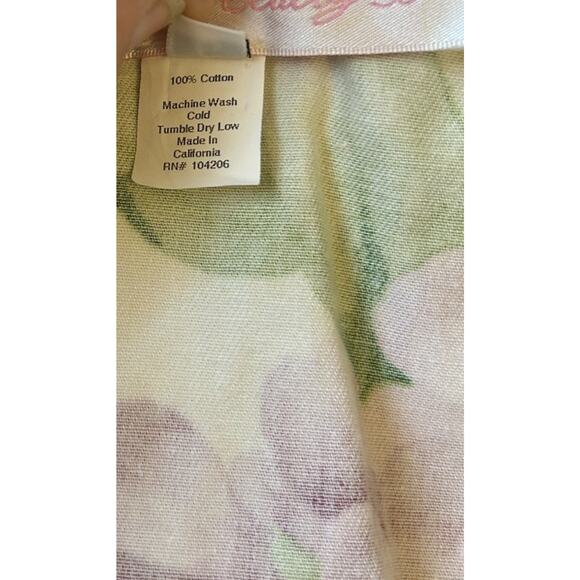 100% Cotton
Machine Wash
Cold
Tumble Dry Low
Made In
California
RN# 104206